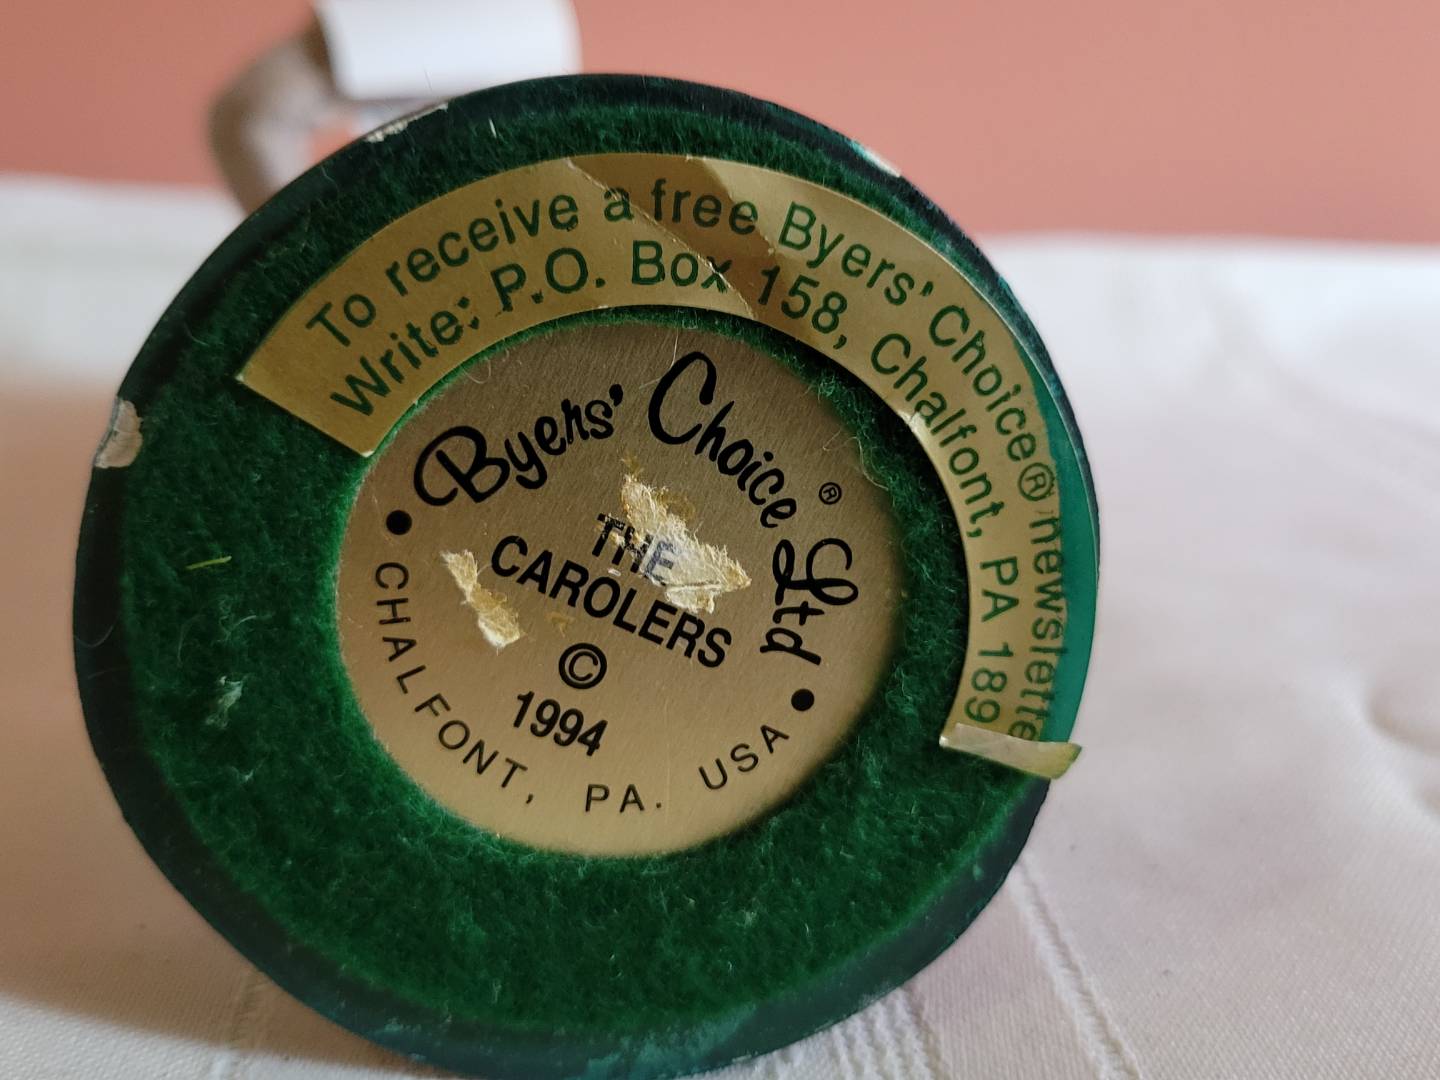 To receive a free Byers' Choice® newslette
Write: P.O. Box 158, Chalfont, PA 189
Byers' Choice ® Ltd
THE
CAROLERS
©
1994
• CHALFONT, PA. USA •